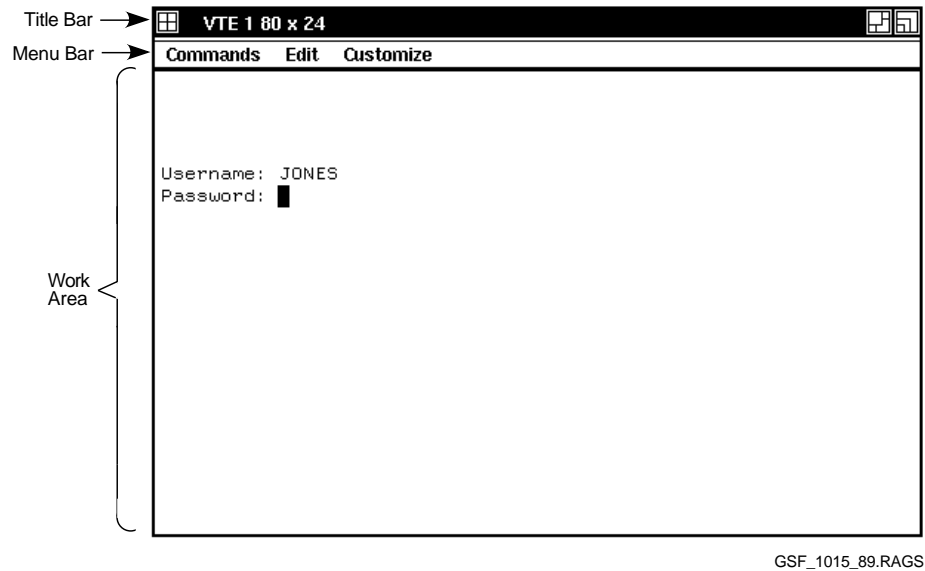 Title Bar
VTE 1 80 x 24
Menu Bar
Commands Edit Customize
Username: JONES
Password:
Work
Area
GSF_1015_89.RAGS